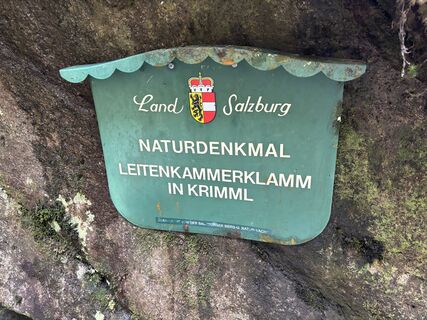 Land Salzburg
NATURDENKMAL
LEITENKAMMERKLAMM
IN KRIMML